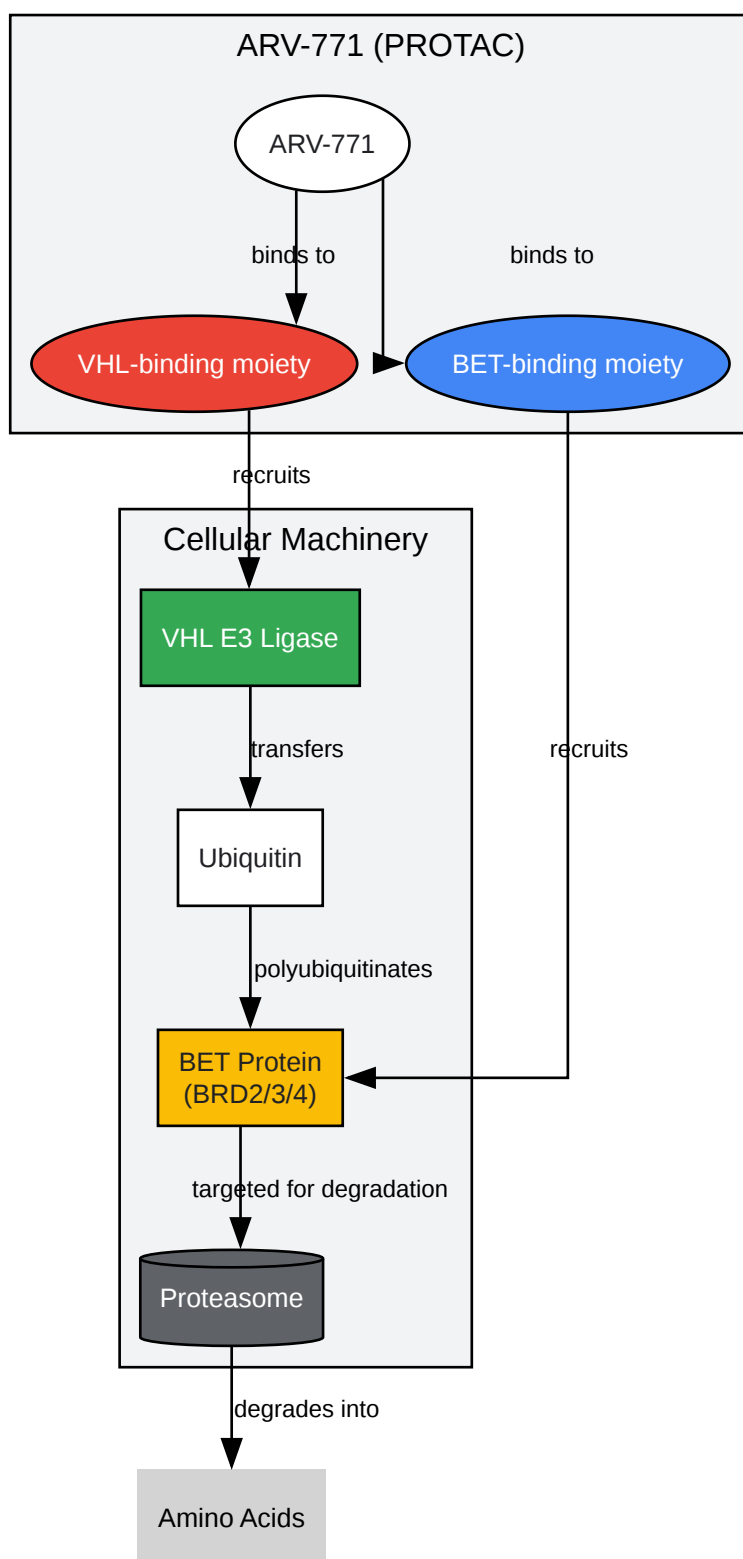 ARV-771 (PROTAC)
ARV-771
binds to
binds to
VHL-binding moiety
BET-binding moiety
recruits
Cellular Machinery
VHL E3 Ligase
transfers
recruits
Ubiquitin
polyubiquitinates
BET Protein
(BRD2/3/4)
targeted for degradation
Proteasome
degrades into
Amino Acids